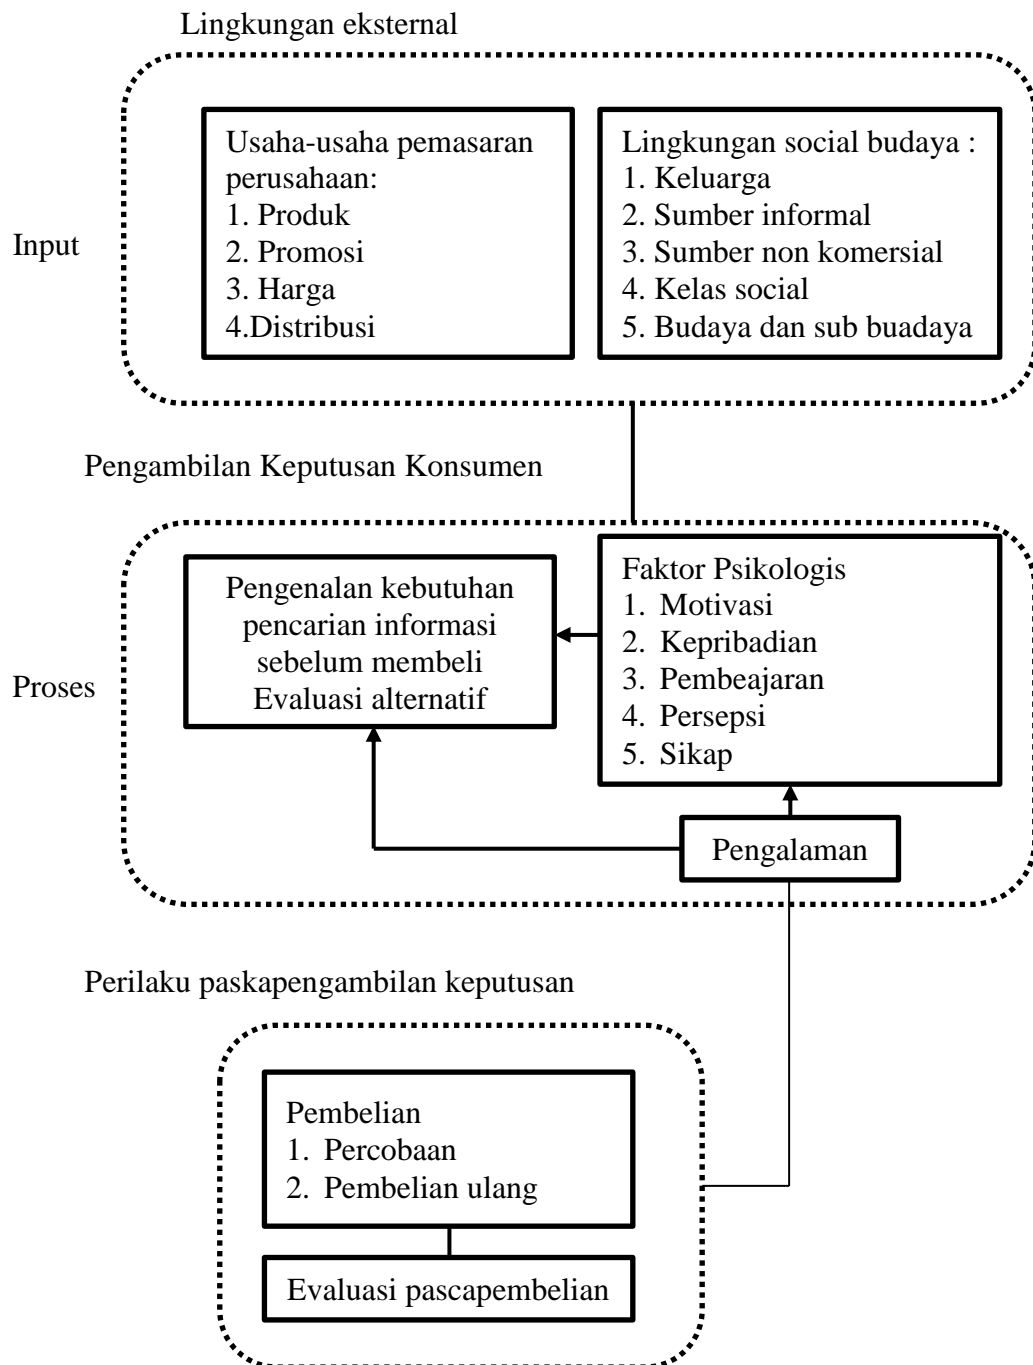 Lingkungan eksternal
Input
Usaha-usaha pemasaran
perusahaan:
1. Produk
2. Promosi
3. Harga
4.Distribusi
Lingkungan social budaya :
1. Keluarga
2. Sumber informal
3. Sumber non komersial
4. Kelas social
5. Budaya dan sub buadaya
Pengambilan Keputusan Konsumen
Proses
Pengenalan kebutuhan
pencarian informasi
sebelum membeli
Evaluasi alternatif
Faktor Psikologis
1. Motivasi
2. Kepribadian
3. Pembeajaran
4. Persepsi
5. Sikap
Pengalaman
Perilaku paskapengambilan keputusan
Pembelian
1. Percobaan
2. Pembelian ulang
Evaluasi pascapembelian